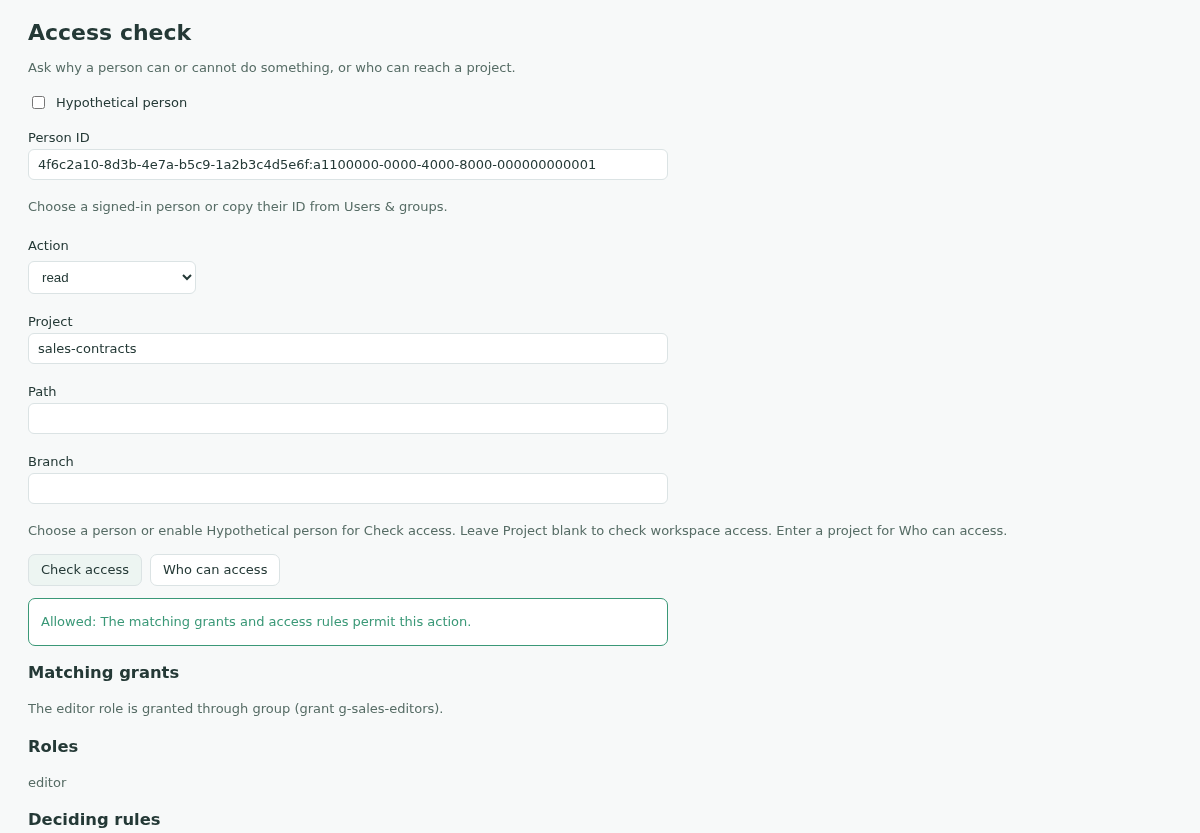 Access check
Ask why a person can or cannot do something, or who can reach a project.
Hypothetical person
Person ID
4f6c2a10-8d3b-4e7a-b5c9-1a2b3c4d5e6f:a1100000-0000-4000-8000-000000000001
Choose a signed-in person or copy their ID from Users & groups.
Action
read
Project
sales-contracts
Path
Branch
Choose a person or enable Hypothetical person for Check access. Leave Project blank to check workspace access. Enter a project for Who can access.
Check access
Who can access
Allowed: The matching grants and access rules permit this action.
Matching grants
The editor role is granted through group (grant g-sales-editors).
Roles
editor
Deciding rules